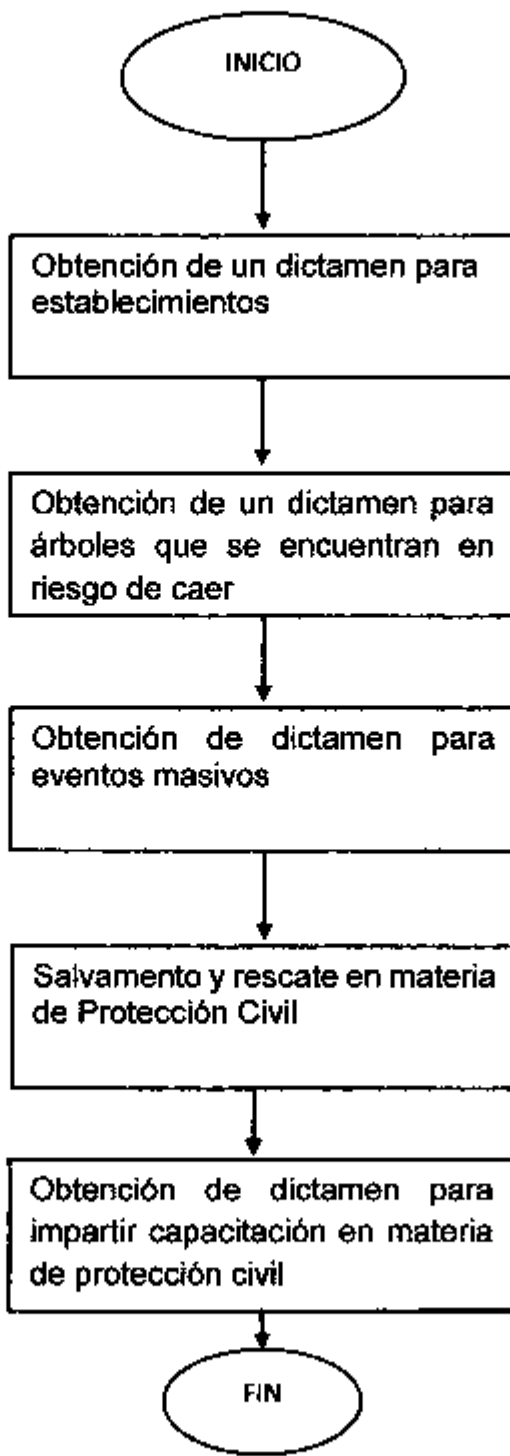 INICIO
Obtención de un dictamen para
establecimientos
Obtención de un dictamen para
árboles que se encuentran en
riesgo de caer
Obtención de dictamen para
eventos masivos
Salvamento y rescate en materia
de Protección Civil
Obtención de dictamen para
impartir capacitación en materia
de protección civil
FIN